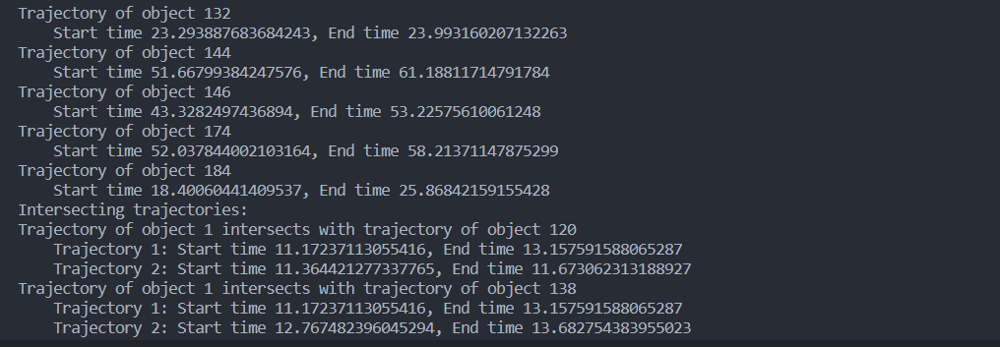 Trajectory of object 132
Start time 23.293887683684243, End time 23.993160207132263
Trajectory of object 144
Start time 51.66799384247576, End time 61.18811714791784
Trajectory of object 146
Start time 43.3282497436894, End time 53.22575610061248
Trajectory of object 174
Start time 52.037844002103164, End time 58.21371147875299
Trajectory of object 184
Start time 18.40060441409537, End time 25.86842159155428
Intersecting trajectories:
Trajectory of object 1 intersects with trajectory of object 120
Trajectory 1: Start time 11.17237113055416, End time 13.157591588065287
Trajectory 2: Start time 11.364421277337765, End time 11.673062313188927
Trajectory of object 1 intersects with trajectory of object 138
Trajectory 1: Start time 11.17237113055416, End time 13.157591588065287
Trajectory 2: Start time 12.767482396045294, End time 13.682754383955023